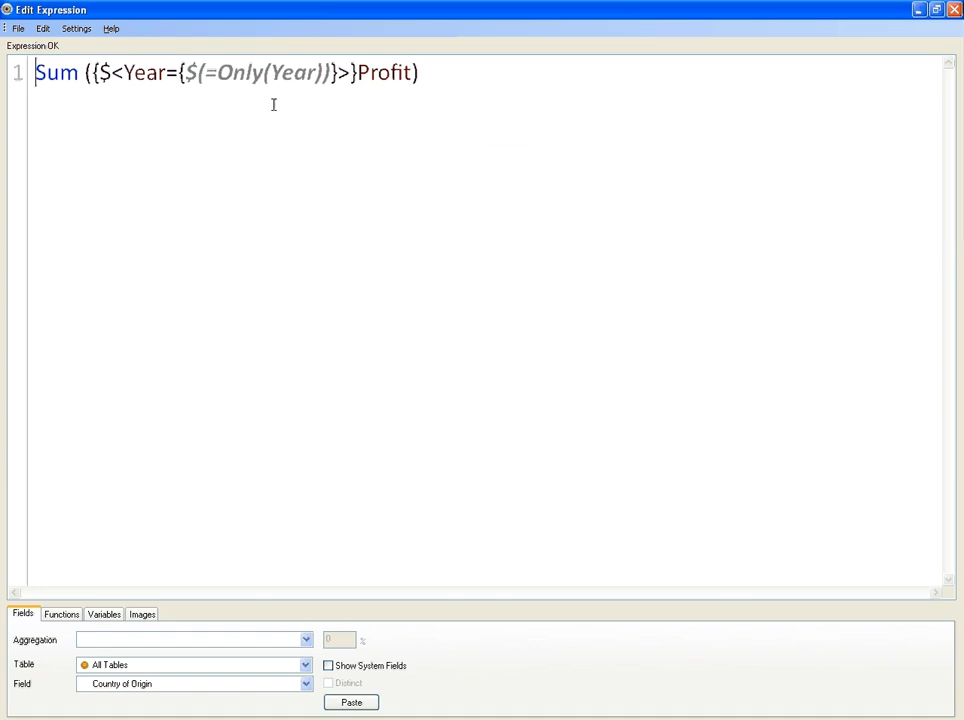 Edit Expression
File Edit Settings Help
Expression OK
1 Sum ({$<Year={$(=Only(Year))}>}Profit)
Fields Functions Variables Images
Aggregation 0 %
Table All Tables Show System Fields
Field Country of Origin Distinct
Paste